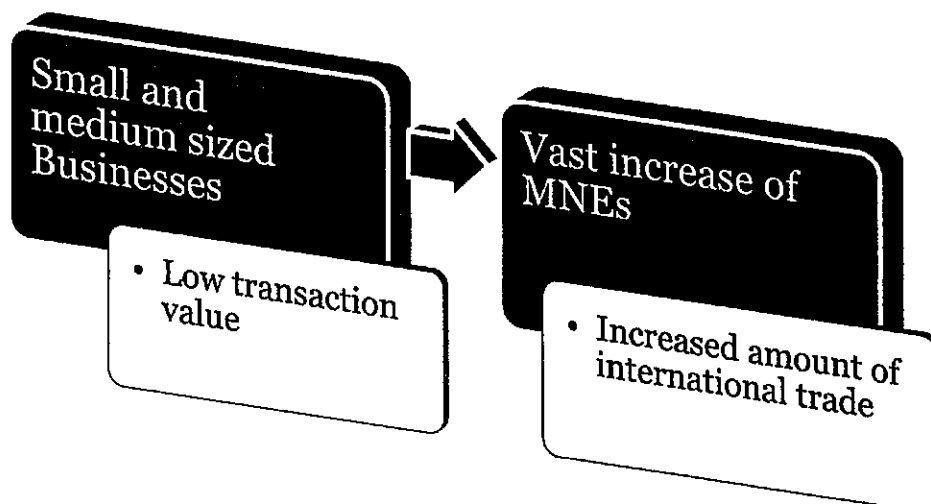 Small and
medium sized
Businesses
• Low transaction
value
Vast increase of
MNEs
• Increased amount of
international trade